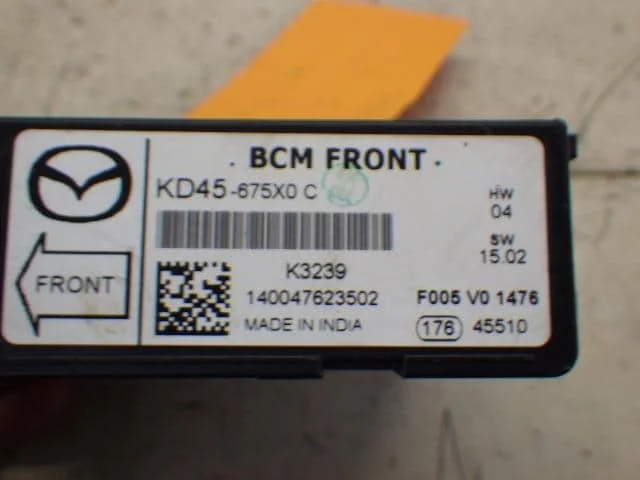 · BCM FRONT ·
KD45-675X0 C
HW
04
SW
15.02
FRONT
K3239
140047623502
F005 V0 1476
MADE IN INDIA
176 45510